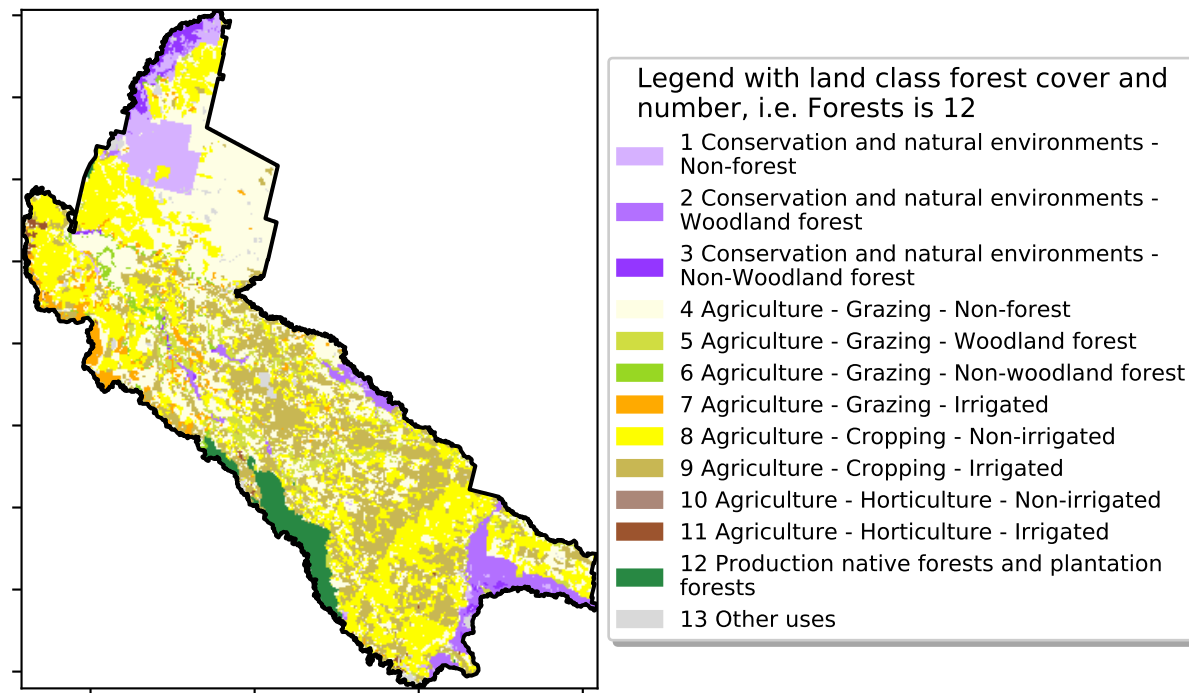 Legend with land class forest cover and
number, i.e. Forests is 12
1 Conservation and natural environments -
Non-forest
2 Conservation and natural environments -
Woodland forest
3 Conservation and natural environments -
Non-Woodland forest
4 Agriculture - Grazing - Non-forest
5 Agriculture - Grazing - Woodland forest
6 Agriculture - Grazing - Non-woodland forest
7 Agriculture - Grazing - Irrigated
8 Agriculture - Cropping - Non-irrigated
9 Agriculture - Cropping - Irrigated
10 Agriculture - Horticulture - Non-irrigated
11 Agriculture - Horticulture - Irrigated
12 Production native forests and plantation
forests
13 Other uses